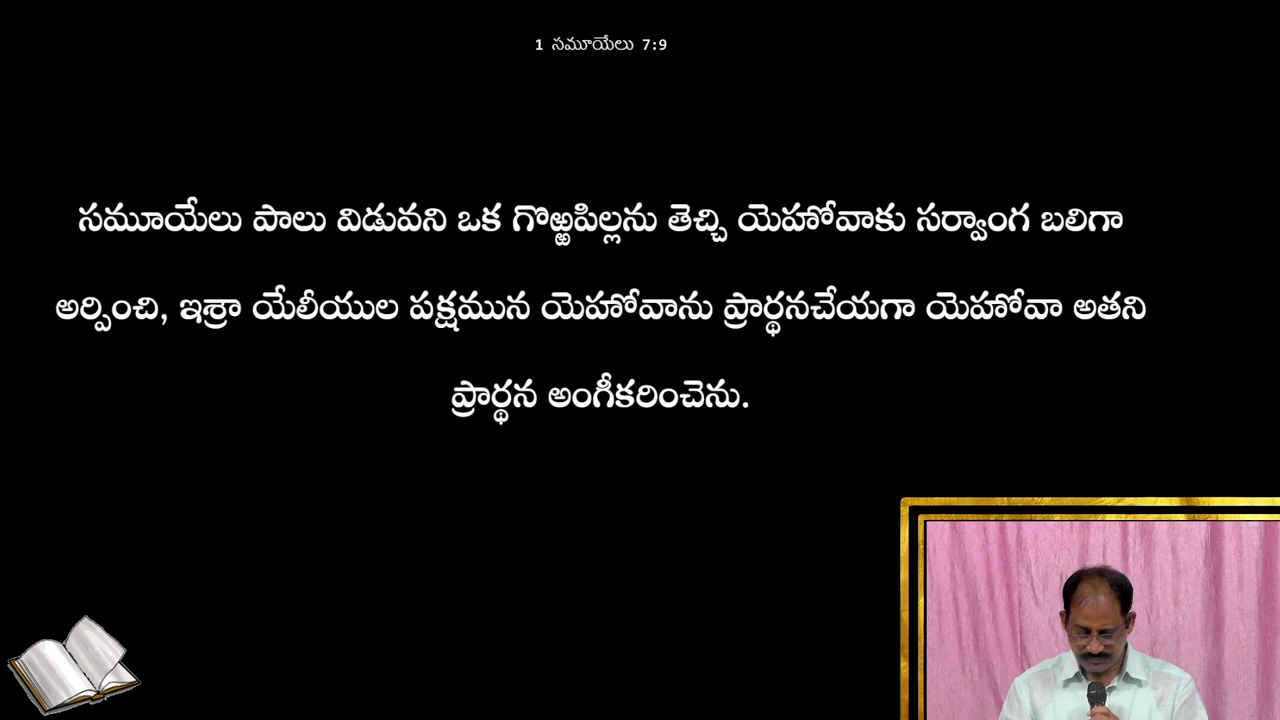 1 సమూయేలు 7:9
సమూయేలు పాలు విడువని ఒక గొఱ్ఱపిల్లను తెచ్చి యెహోవాకు సర్వాంగ బలిగా
అర్పించి, ఇశ్రా యేలీయుల పక్షమున యెహోవాను ప్రార్థనచేయగా యెహోవా అతని
ప్రార్థన అంగీకరించెను.